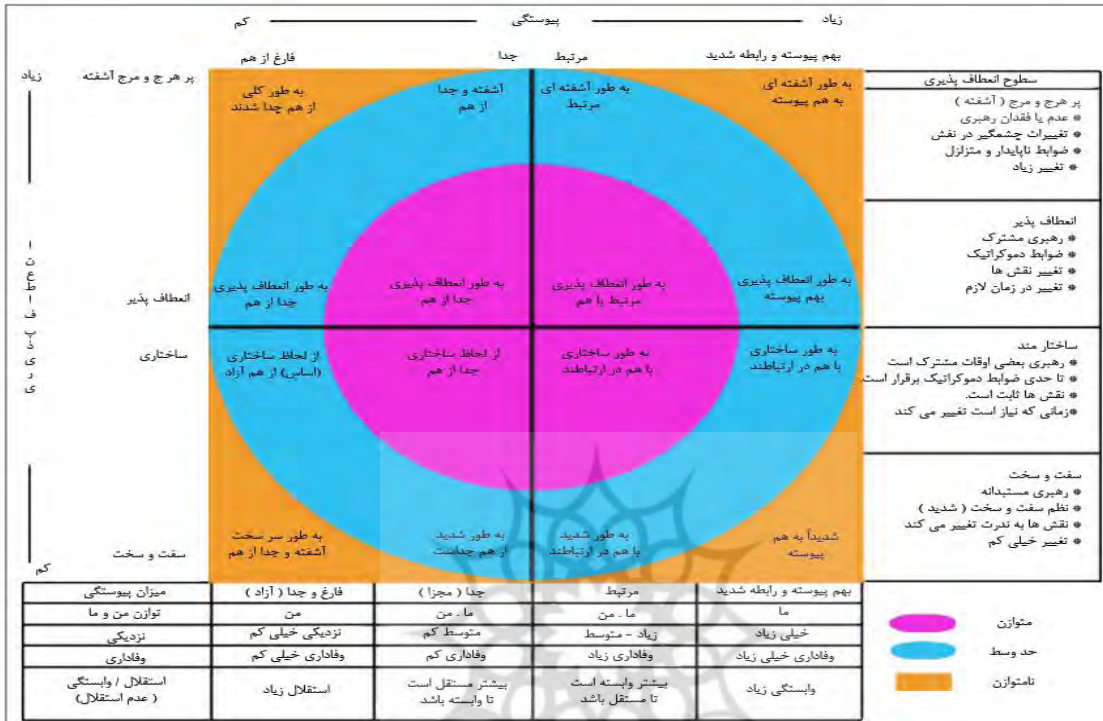 زیاد ——— پیوستگی ——— کم
بهم پیوسته و رابطه شدید
مرتبط
جدا
فارغ از هم
سطوح انعطاف پذیری
پر هرج و مرج ( آشفته )
* عدم یا فقدان رهبری
* تغییرات چشمگیر در نقش
* ضوابط ناپایدار و متزلزل
* تغییر زیاد
به طور آشفته ای
به هم پیوسته
به طور آشفته ای
مرتبط
آشفته و جدا
از هم
به طور کلی
از هم جدا شدند
پر هر ج و مرج آشفته
زیاد
انعطاف پذیر
* رهبری مشترک
* ضوابط دموکراتیک
* تغییر نقش ها
* تغییر در زمان لازم
به طور انعطاف پذیری
بهم پیوسته
به طور انعطاف پذیری
مرتبط با هم
به طور انعطاف پذیری
جدا از هم
به طور انعطاف پذیری
جدا از هم
انعطاف پذیر
ا
ن
ع
ط
ا
ف
پ
ذ
ی
ر
ی
ساختار مند
* رهبری بعضی اوقات مشترک است
* تا حدی ضوابط دموکراتیک برقرار است.
* نقش ها ثابت است.
*زمانی که نیاز است تغییر می کند
به طور ساختاری
با هم در ارتباطند
به طور ساختاری
با هم در ارتباطند
از لحاظ ساختاری
جدا از هم
از لحاظ ساختاری
(اساس) از هم آزاد
ساختاری
سفت و سخت
* رهبری مستبدانه
* نظم سفت و سخت ( شدید )
* نقش ها به ندرت تغییر می کند
* تغییر خیلی کم
شدیداً به هم
پیوسته
به طور شدید
با هم در ارتباطند
به طور شدید
از هم جداست
به طور سر سخت
آشفته و جدا از هم
سفت و سخت
کم
بهم پیوسته و رابطه شدید
مرتبط
جدا ( مجزا )
فارغ و جدا ( آزاد )
میزان پیوستگی
ما
ما ـ من
من ـ ما
من
توازن من و ما
خیلی زیاد
زیاد - متوسط
متوسط کم
نزدیکی خیلی کم
نزدیکی
وفاداری خیلی زیاد
وفاداری زیاد
وفاداری کم
وفاداری خیلی کم
وفاداری
وابستگی زیاد
بیشتر وابسته است
تا مستقل باشد
بیشتر مستقل است
تا وابسته باشد
استقلال زیاد
استقلال / وابستگی
( عدم استقلال)
متوازن
حد وسط
نامتوازن